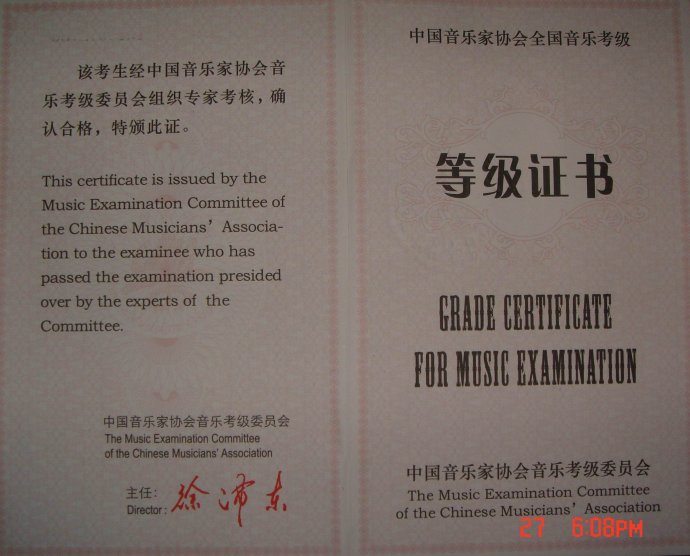 该考生经中国音乐家协会音
乐考级委员会组织专家考核，确
认合格，特颁此证。
This certificate is issued by the
Music Examination Committee of
the Chinese Musicians' Associa-
tion to the examinee who has
passed the examination presided
over by the experts of the
Committee.
中国音乐家协会音乐考级委员会
The Music Examination Committee
of the Chinese Musicians' Association
主任：
Director : 徐沛东
中国音乐家协会全国音乐考级
等级证书
GRADE CERTIFICATE
FOR MUSIC EXAMINATION
中国音乐家协会音乐考级委员会
The Music Examination Committee
of the Chinese Musicians' Association
27 6:08PM